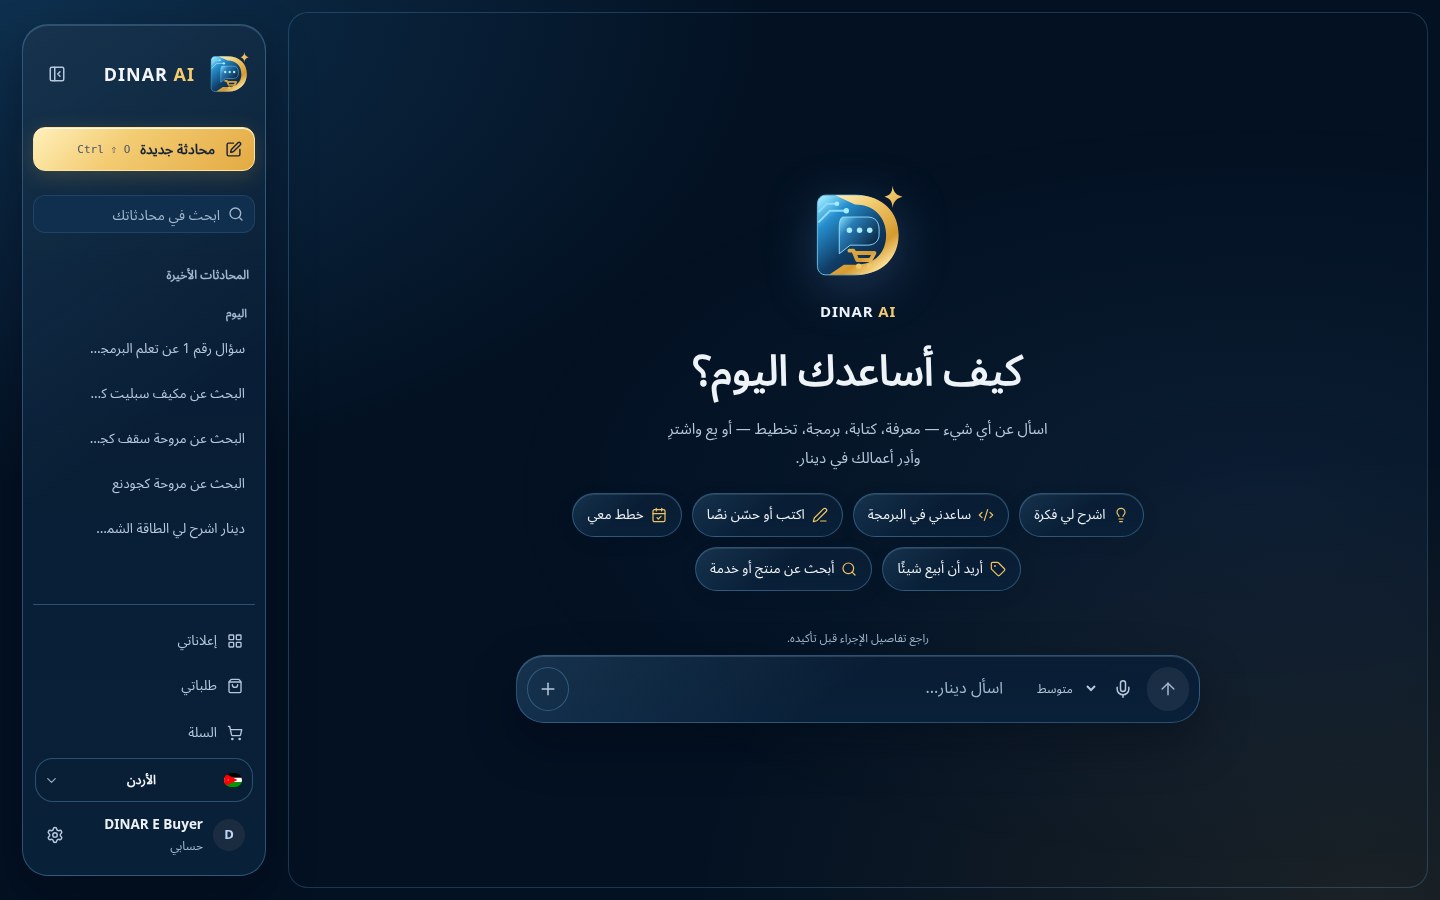 DINAR AI
محادثة جديدة Ctrl ⇧ O
ابحث في محادثاتك
المحادثات الأخيرة
اليوم
سؤال رقم 1 عن تعلم البرمجـ...
البحث عن مكيف سبليت كـ...
البحث عن مروحة سقف كجـ...
البحث عن مروحة كجودنع
دينار اشرح لي الطاقة الشمـ...
إعلاناتي
طلباتي
السلة
الأردن
DINAR E Buyer
D
حسابي
DINAR AI
كيف أساعدك اليوم؟
اسأل عن أي شيء — معرفة، كتابة، برمجة، تخطيط — أو بِع واشترِ
وأدِر أعمالك في دينار.
اشرح لي فكرة
ساعدني في البرمجة
اكتب أو حسّن نصًا
خطط معي
أريد أن أبيع شيئًا
أبحث عن منتج أو خدمة
راجع تفاصيل الإجراء قبل تأكيده.
متوسط
اسأل دينار...